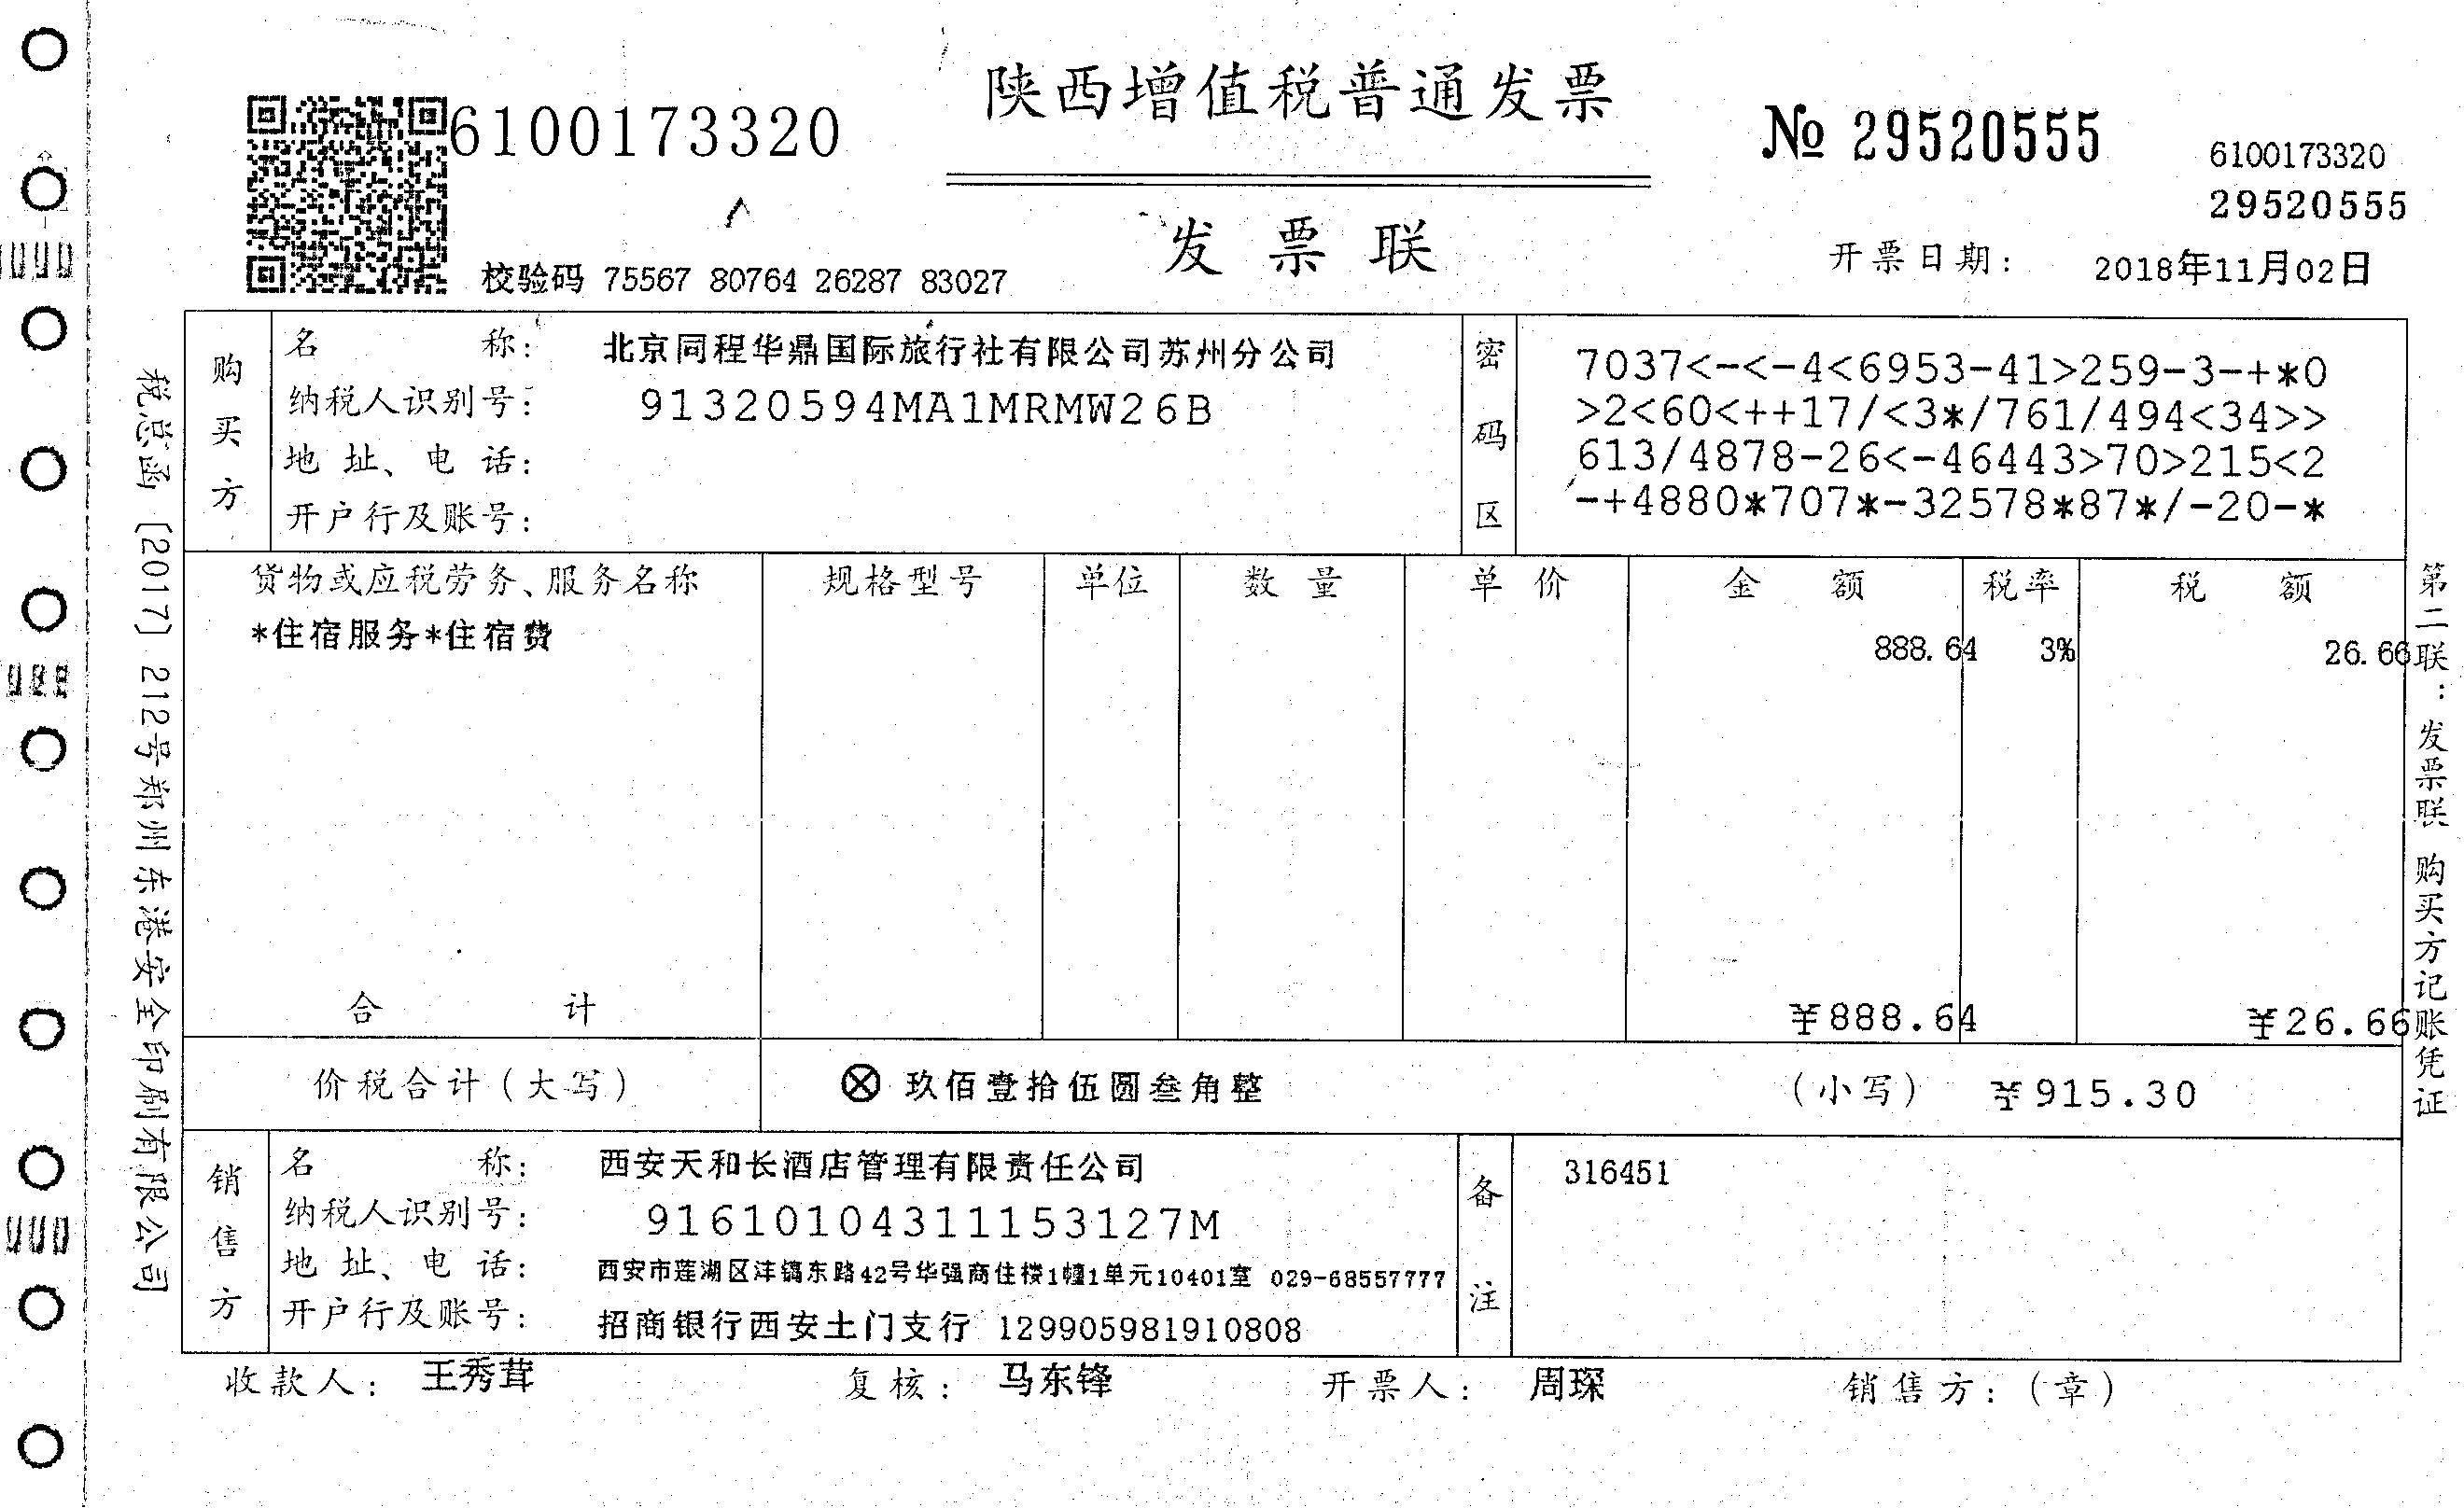 陕西增值税普通发票
6100173320
№ 29520555
6100173320
29520555
发票联
校验码 75567 80764 26287 83027
开票日期: 2018年11月02日
购买方
名称: 北京同程华鼎国际旅行社有限公司苏州分公司
纳税人识别号: 91320594MA1MRMW26B
地址、电话:
开户行及账号:
密码区
7037<-<-4<6953-41>259-3-+*0
>2<60<++17/<3*/761/494<34>>
613/4878-26<-46443>70>215<2
-+4880*707*-32578*87*/-20-*
货物或应税劳务、服务名称 规格型号 单位 数量 单价 金额 税率 税额
*住宿服务*住宿费 888.64 3% 26.66
合计 ¥888.64 ¥26.66
价税合计(大写) ⊗ 玖佰壹拾伍圆叁角整 (小写) ¥915.30
销售方
名称: 西安天和长酒店管理有限责任公司
纳税人识别号: 91610104311153127M
地址、电话: 西安市莲湖区沣镐东路42号华强商住楼1幢1单元10401室 029-68557777
开户行及账号: 招商银行西安土门支行 129905981910808
备注
316451
收款人: 王秀茸 复核: 马东锋 开票人: 周琛 销售方:(章)
税总函〔2017〕212号郑州东港安全印刷有限公司
第二联:发票联 购买方记账凭证